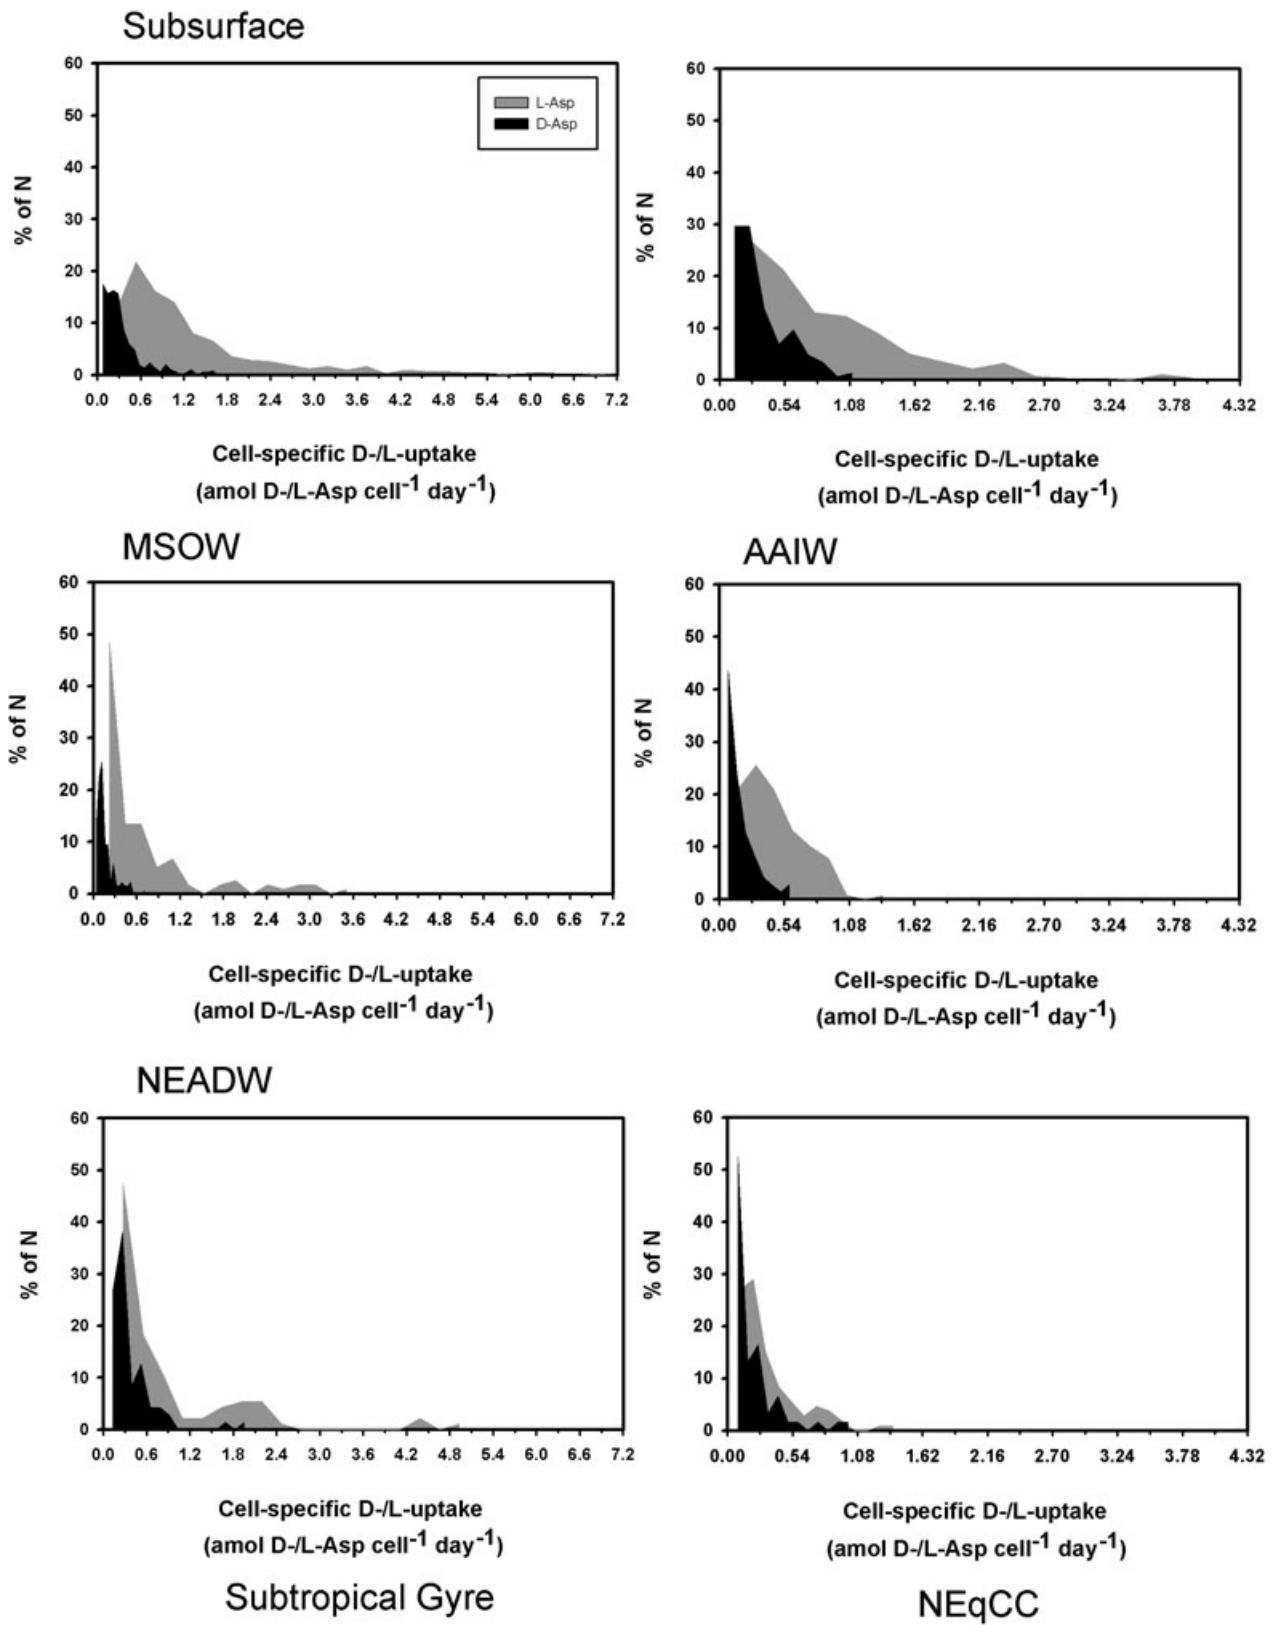 Subsurface
60
50
40
30
20
10
0
% of N
L-Asp
D-Asp
0.0 0.6 1.2 1.8 2.4 3.0 3.6 4.2 4.8 5.4 6.0 6.6 7.2
Cell-specific D-/L-uptake
(amol D-/L-Asp cell-1 day-1)
60
50
40
30
20
10
0
% of N
0.00 0.54 1.08 1.62 2.16 2.70 3.24 3.78 4.32
Cell-specific D-/L-uptake
(amol D-/L-Asp cell-1 day-1)
MSOW
60
50
40
30
20
10
0
% of N
0.0 0.6 1.2 1.8 2.4 3.0 3.6 4.2 4.8 5.4 6.0 6.6 7.2
Cell-specific D-/L-uptake
(amol D-/L-Asp cell-1 day-1)
AAIW
60
50
40
30
20
10
0
% of N
0.00 0.54 1.08 1.62 2.16 2.70 3.24 3.78 4.32
Cell-specific D-/L-uptake
(amol D-/L-Asp cell-1 day-1)
NEADW
60
50
40
30
20
10
0
% of N
0.0 0.6 1.2 1.8 2.4 3.0 3.6 4.2 4.8 5.4 6.0 6.6 7.2
Cell-specific D-/L-uptake
(amol D-/L-Asp cell-1 day-1)
Subtropical Gyre
60
50
40
30
20
10
0
% of N
0.00 0.54 1.08 1.62 2.16 2.70 3.24 3.78 4.32
Cell-specific D-/L-uptake
(amol D-/L-Asp cell-1 day-1)
NEqCC